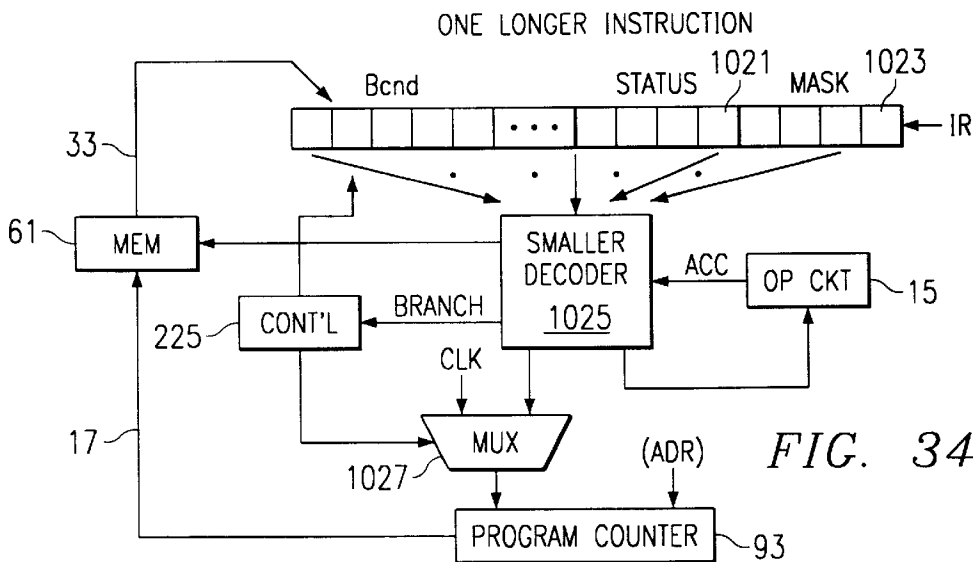 ONE LONGER INSTRUCTION
Bcnd STATUS 1021 MASK 1023
IR
33
61 MEM
SMALLER
DECODER
1025
ACC
OP CKT 15
225 CONT'L BRANCH
CLK
17
MUX
1027
(ADR)
FIG. 34
PROGRAM COUNTER 93